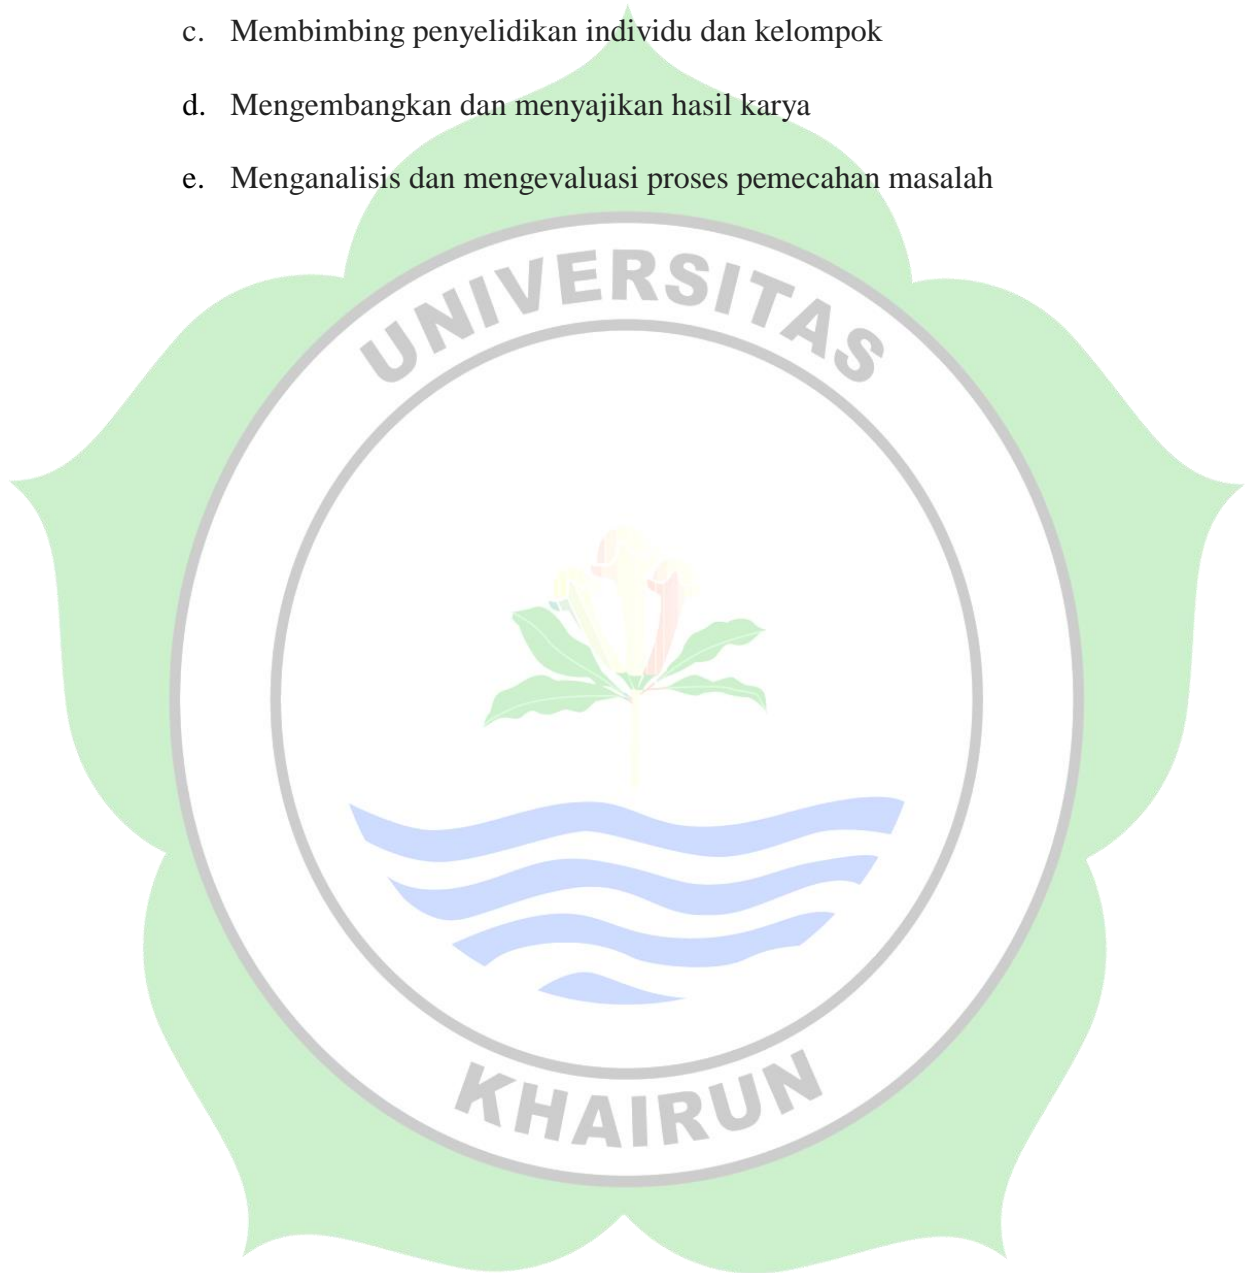 c. Membimbing penyelidikan individu dan kelompok
d. Mengembangkan dan menyajikan hasil karya
e. Menganalisis dan mengevaluasi proses pemecahan masalah
UNIVERSITAS
KHAIRUN